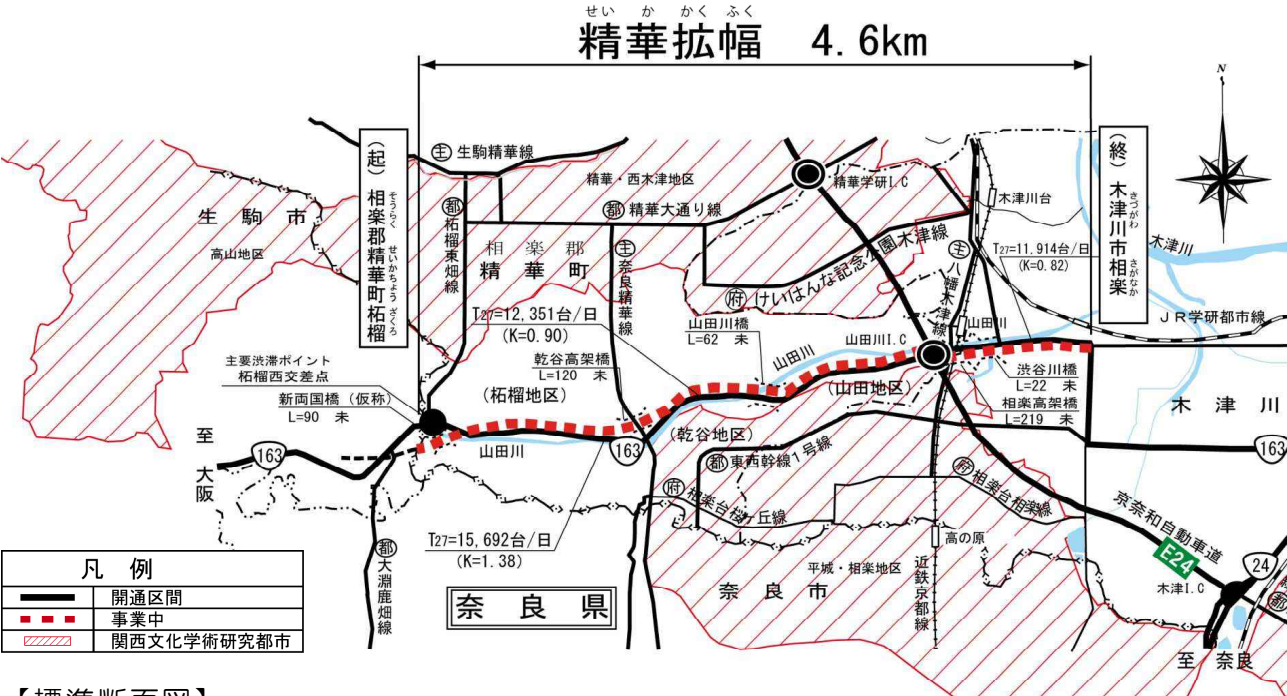 せいかかくふく
精華拡幅 4.6km
N
(起)相楽郡精華町柘榴
そうらく せいかちょう ざくろ
(終)木津川市相楽
きづがわ さがなか
主 生駒精華線
精華・西木津地区
精華学研I.C
木津川台
生駒市
高山地区
都 柘榴東畑線
都 精華大通り線
相楽郡
精華町
主 奈良精華線
府 けいはんな記念公園木津線
主 八幡木津線
T27=11,914台/日
(K=0.82)
木津川
JR学研都市線
T27=12,351台/日
(K=0.90)
山田川橋
L=62 未
山田川
山田川I.C
山田川
主要渋滞ポイント
柘榴西交差点
新両国橋(仮称)
L=90 未
乾谷高架橋
L=120 未
(柘榴地区)
(山田地区)
渋谷川橋
L=22 未
相楽高架橋
L=219 未
木津川
至大阪
163
山田川
163
(乾谷地区)
163
都 東西幹線1号線
府 相楽台桜ケ丘線
府 相楽台相楽線
京奈和自動車道
E24
24
T27=15,692台/日
(K=1.38)
都 大淵鹿畑線
高の原
平城・相楽地区
近鉄京都線
奈良市
奈良県
木津I.C
至奈良
凡例
開通区間
事業中
関西文化学術研究都市
【標準断面図】